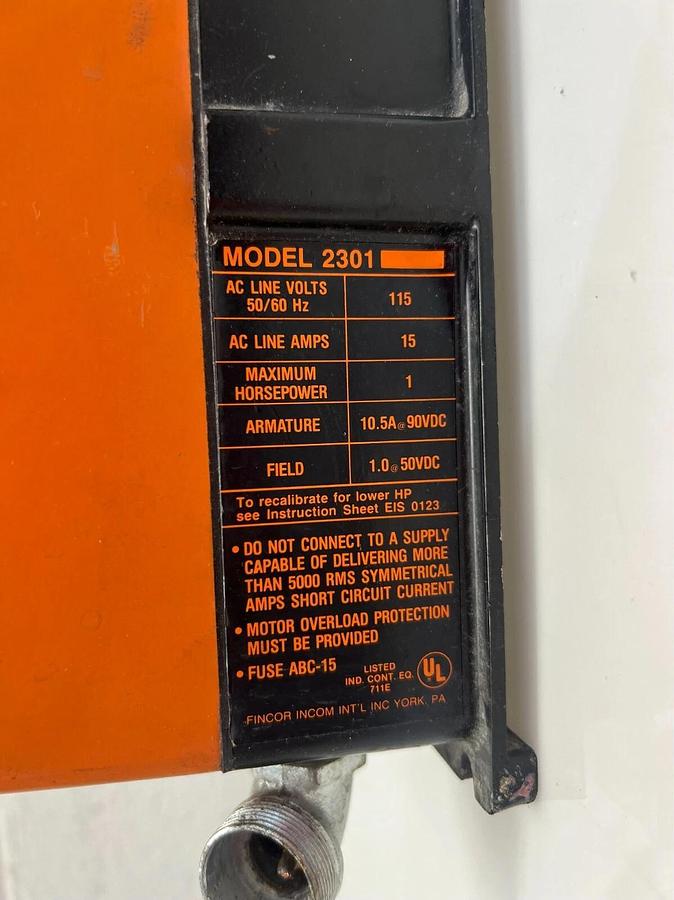 MODEL 2301
AC LINE VOLTS
50/60 Hz
115
AC LINE AMPS
15
MAXIMUM
HORSEPOWER
1
ARMATURE
10.5A@90VDC
FIELD
1.0@50VDC
To recalibrate for lower HP
see Instruction Sheet EIS 0123
• DO NOT CONNECT TO A SUPPLY
CAPABLE OF DELIVERING MORE
THAN 5000 RMS SYMMETRICAL
AMPS SHORT CIRCUIT CURRENT
• MOTOR OVERLOAD PROTECTION
MUST BE PROVIDED
• FUSE ABC-15
LISTED
IND. CONT. EQ.
711E
UL
FINCOR INCOM INT'L INC YORK, PA